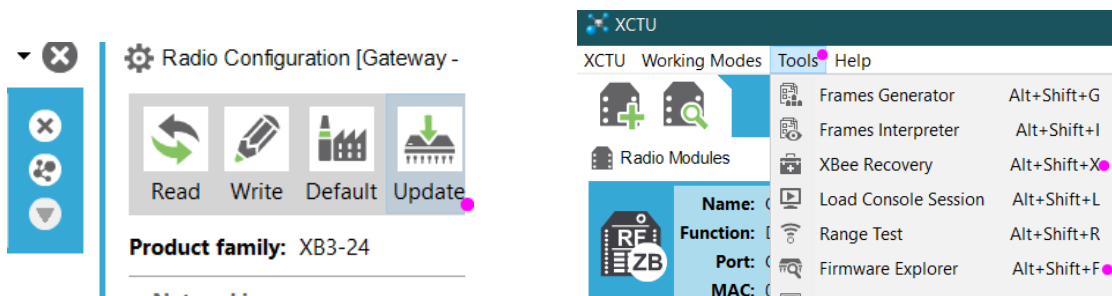 Radio Configuration [Gateway -
Read Write Default Update
Product family: XB3-24
XCTU
XCTU Working Modes Tools Help
Frames Generator Alt+Shift+G
Frames Interpreter Alt+Shift+I
Radio Modules
XBee Recovery Alt+Shift+X
Load Console Session Alt+Shift+L
Name:
Function:
Range Test Alt+Shift+R
RF
ZB
Port:
Firmware Explorer Alt+Shift+F
MAC: